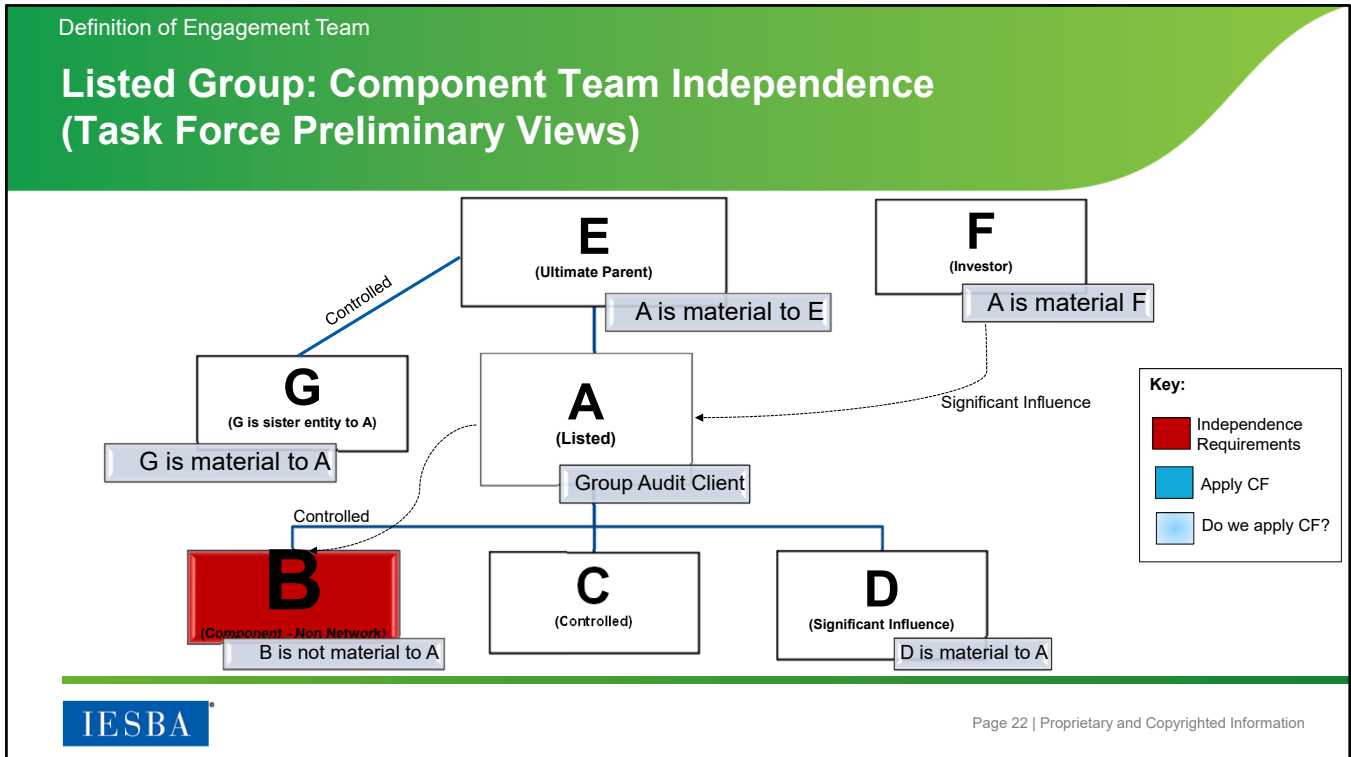 Definition of Engagement Team
Listed Group: Component Team Independence
(Task Force Preliminary Views)
E
(Ultimate Parent)
A is material to E
F
(Investor)
A is material F
Controlled
G
(G is sister entity to A)
G is material to A
A
(Listed)
Group Audit Client
Significant Influence
Key:
Independence
Requirements
Apply CF
Do we apply CF?
Controlled
B
(Component - Non Network)
B is not material to A
C
(Controlled)
D
(Significant Influence)
D is material to A
IESBA
Page 22 | Proprietary and Copyrighted Information